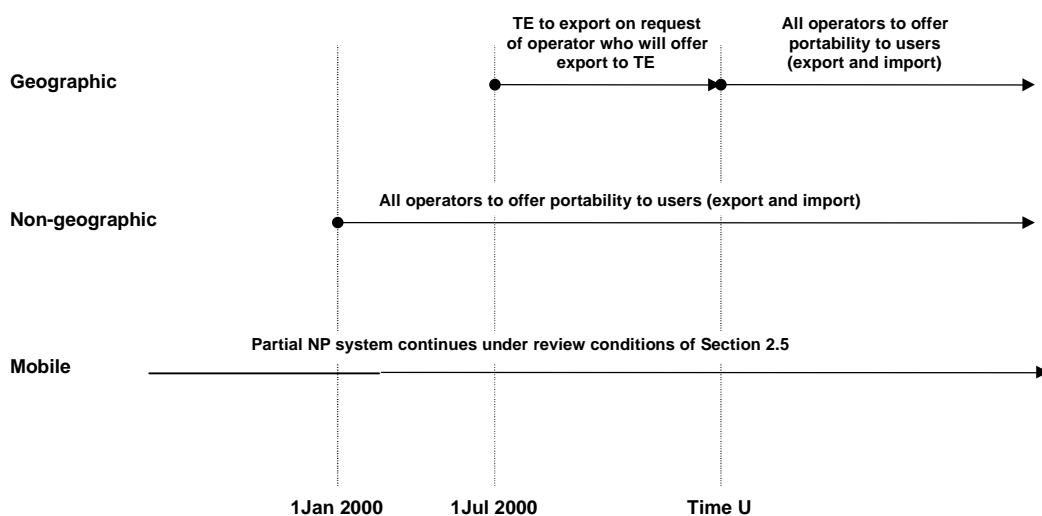 TE to export on request
of operator who will offer
export to TE
All operators to offer
portability to users
(export and import)
Geographic
All operators to offer portability to users (export and import)
Non-geographic
Partial NP system continues under review conditions of Section 2.5
Mobile
1Jan 2000
1Jul 2000
Time U